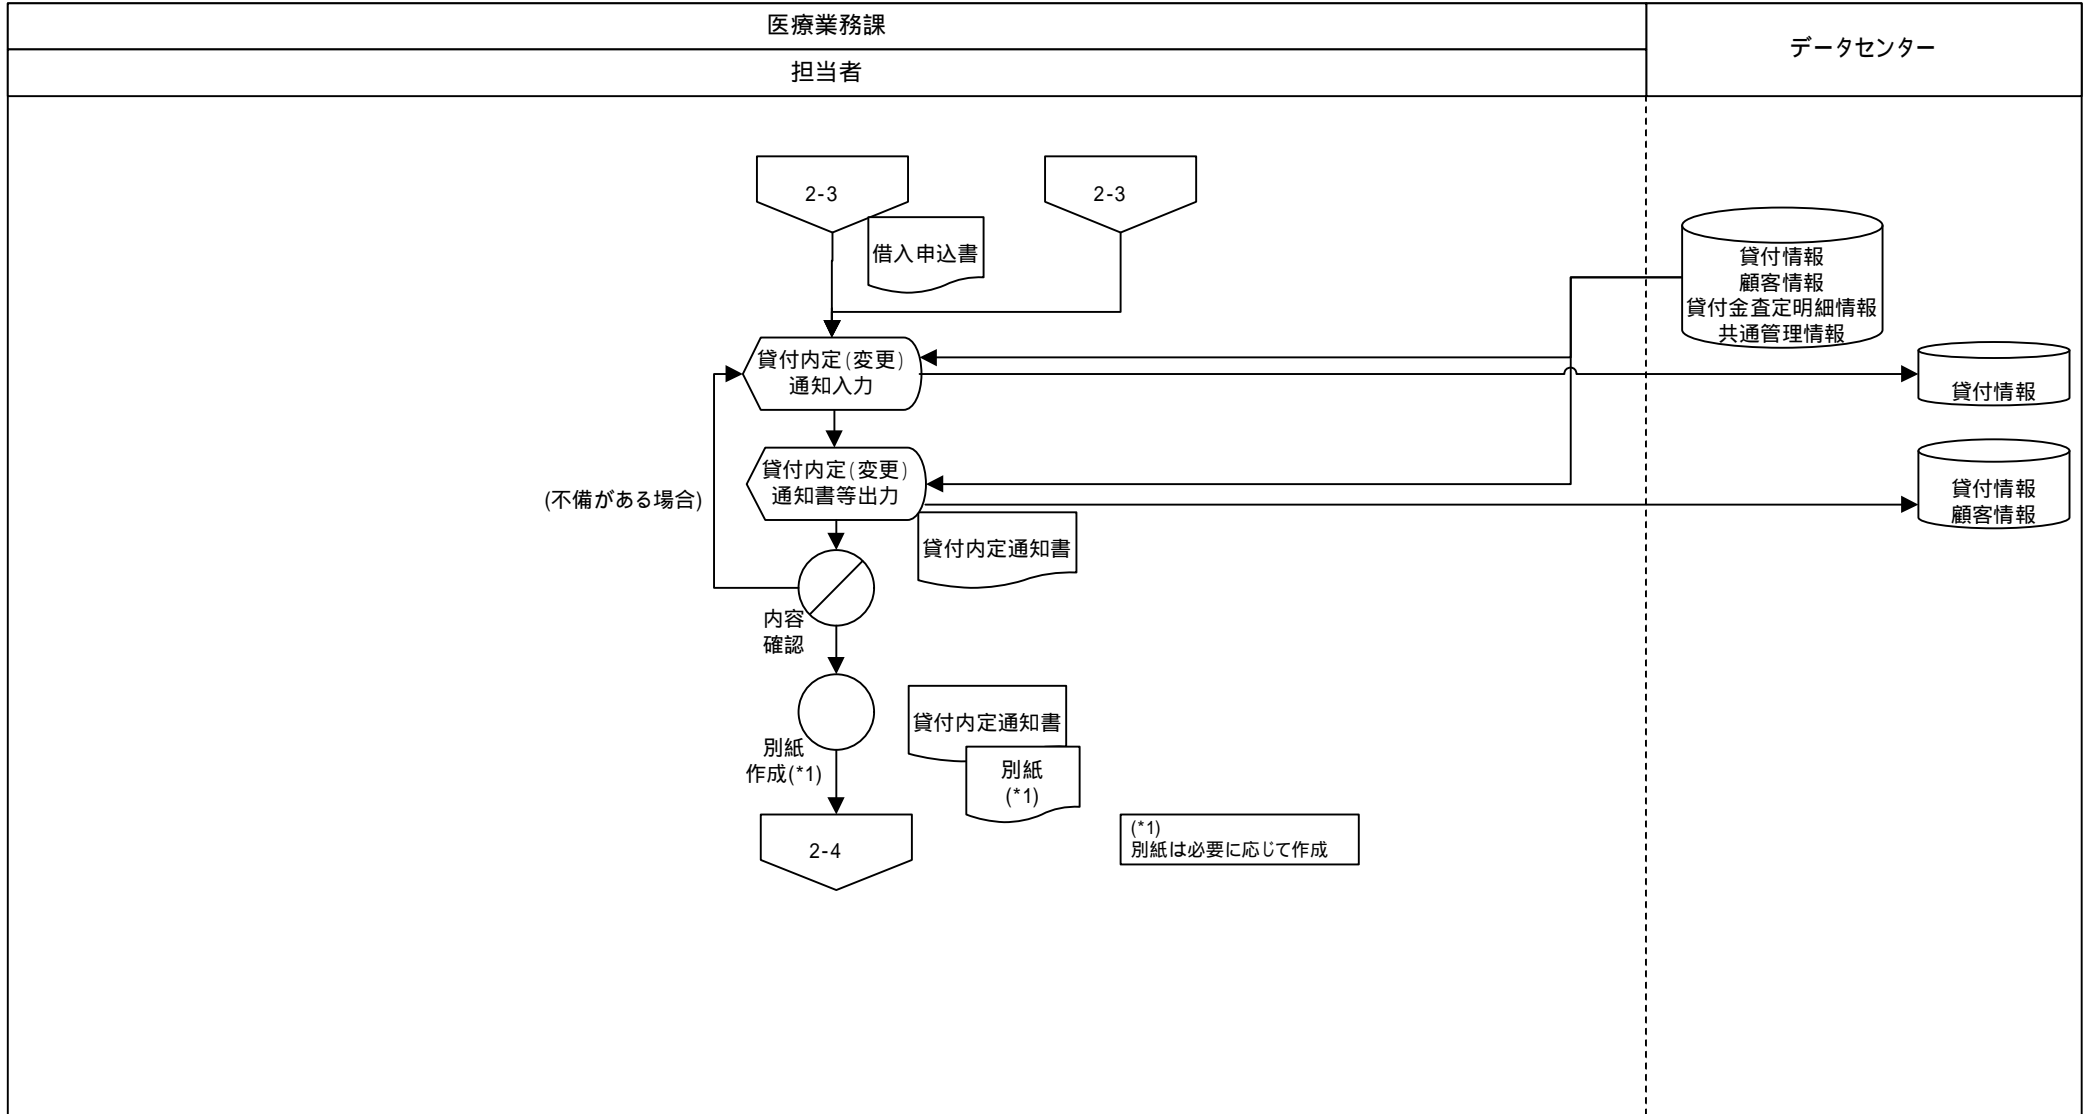 医療業務課
データセンター
担当者
2-3
2-3
借入申込書
貸付情報
顧客情報
貸付金査定明細情報
共通管理情報
貸付内定(変更)
通知入力
貸付情報
貸付内定(変更)
通知書等出力
(不備がある場合)
貸付情報
顧客情報
貸付内定通知書
内容
確認
貸付内定通知書
別紙
作成(*1)
別紙
(*1)
2-4
(*1)
別紙は必要に応じて作成